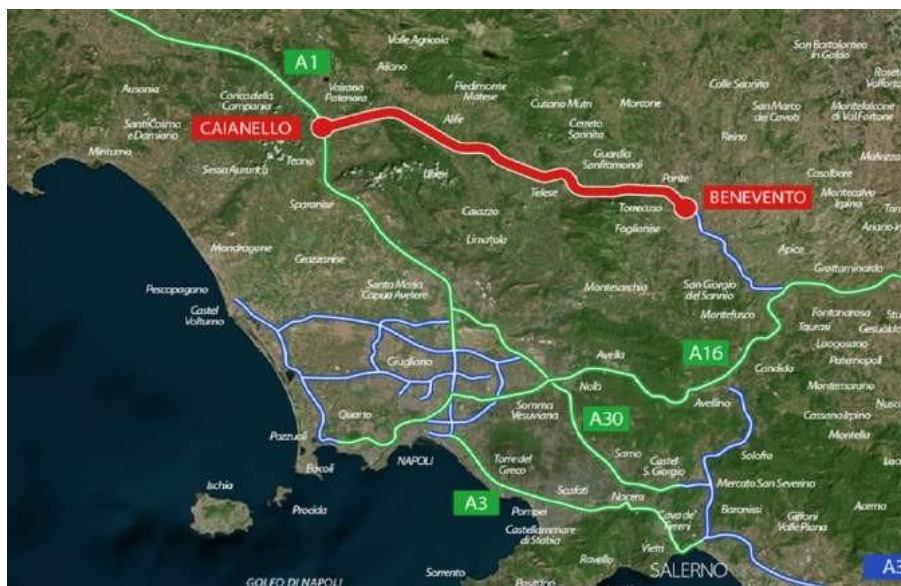 Valle Agricola
San Bartolomeo
in Galdo
A1
Ailano
Ausonia
Vairano
Patenora
Piedimonte
Matese
Colle Sannita
Conca della
Campania
Cusano Mutri
Morcone
San Marco
dei Cavoti
Montefalcone
di Val Fortore
Santi Cosma
e Damiano
CAIANELLO
Alife
Cerreto
Sannita
Reino
Minturno
Teano
Guardia
Sanframondi
Sessa Aurunca
Ponte
Casalbore
Telese
BENEVENTO
Montecalvo
Irpino
Sparanise
Caiazzo
Torrecuso
Foglianise
Ariano Irp
Mondragone
Limatola
Apice
Grazzanise
Grottaminarda
Pescopagano
Santa Maria
Capua Vetere
Montesarchio
San Giorgio
del Sannio
Castel
Volturno
Montefusco
Fontanarosa
Taurasi
Giugliano
Avella
A16
Luogosano
Candida
Paternopoli
Nola
Montemarano
Quarto
Somma
Vesuviana
A30
Avellino
Cassano Irpino
Montella
Pozzuoli
Solofra
NAPOLI
Sarno
Bacoli
Torre del
Greco
Castel
S. Giorgio
Mercato San Severino
Ischia
Scafati
Procida
A3
Nocera
Baronissi
Acerno
Pompei
Cava de'
Tirreni
Giffoni
Valle Piana
Castellammare
di Stabia
Ravello
Vietri
SALERNO
A3
Sorrento
Positano
GOLFO DI NAPOLI